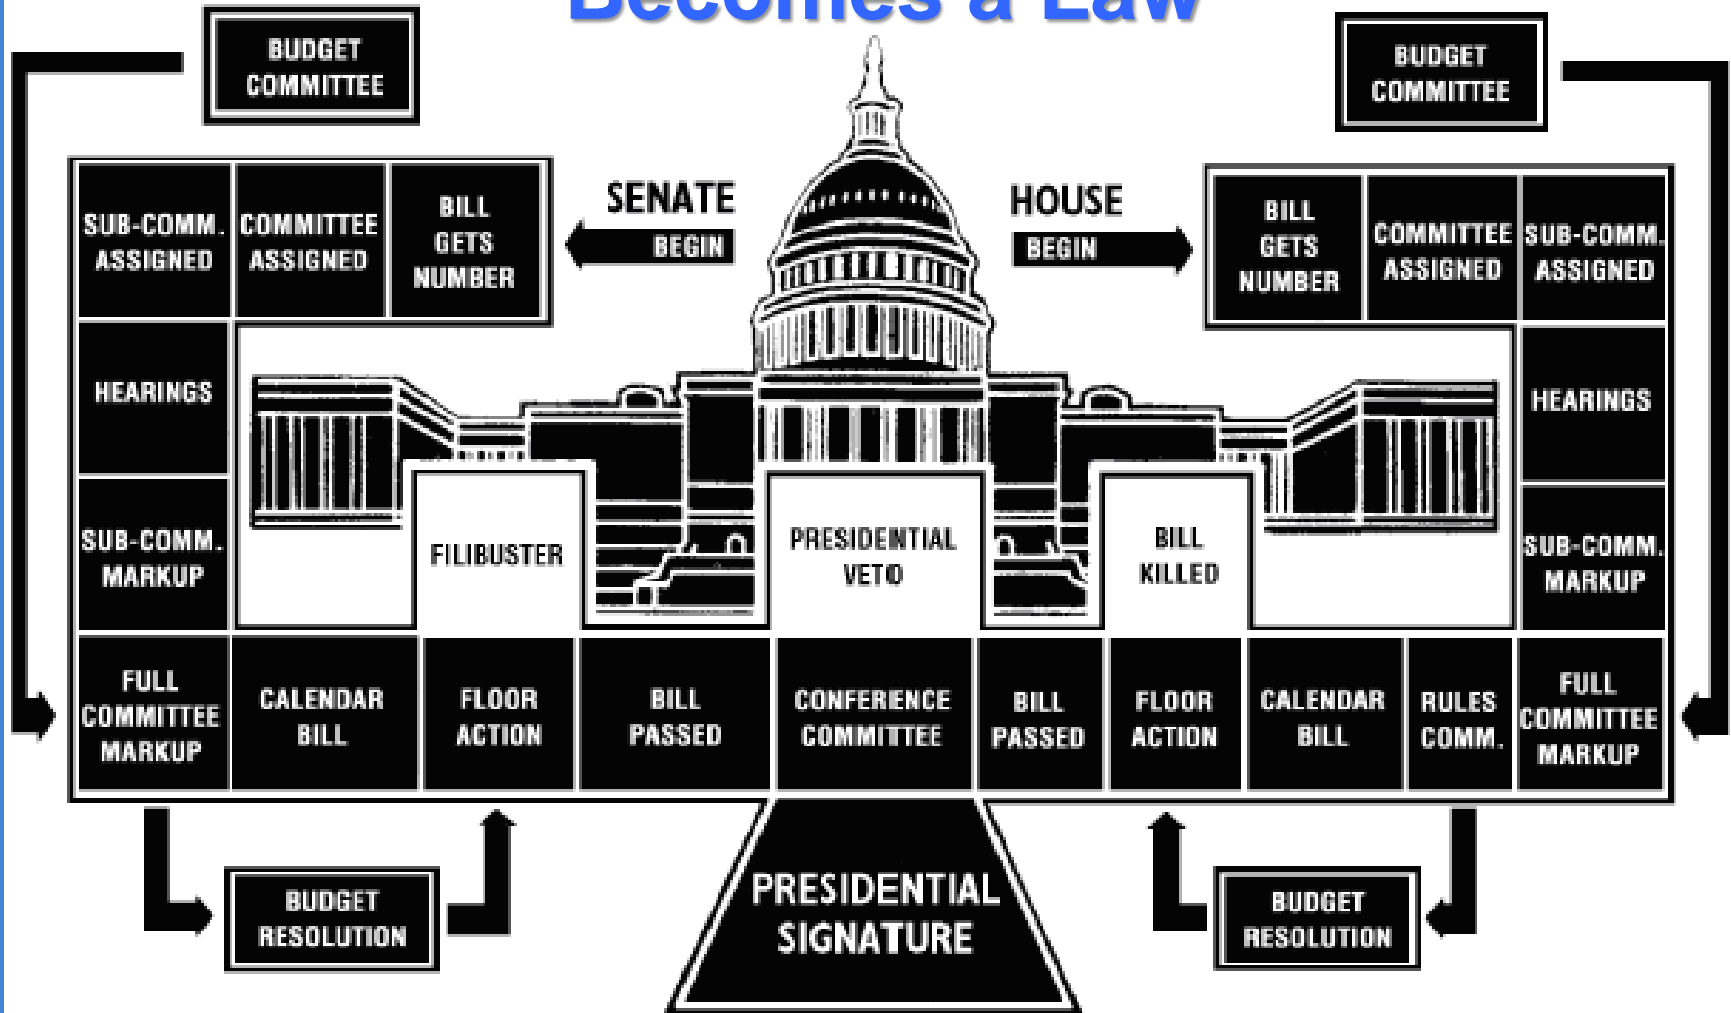 Becomes a Law
BUDGET
COMMITTEE
BUDGET
COMMITTEE
SENATE
BEGIN
HOUSE
BEGIN
SUB-COMM.
ASSIGNED
COMMITTEE
ASSIGNED
BILL
GETS
NUMBER
BILL
GETS
NUMBER
COMMITTEE
ASSIGNED
SUB-COMM.
ASSIGNED
HEARINGS
HEARINGS
SUB-COMM.
MARKUP
FILIBUSTER
PRESIDENTIAL
VETO
BILL
KILLED
SUB-COMM.
MARKUP
FULL
COMMITTEE
MARKUP
CALENDAR
BILL
FLOOR
ACTION
BILL
PASSED
CONFERIENCE
COMMITTEE
BILL
PASSED
FLOOR
ACTION
CALENDAR
BILL
RULES
COMM.
FULL
COMMITTEE
MARKUP
BUDGET
RESOLUTION
PRESIDENTIAL
SIGNATURE
BUDGET
RESOLUTION